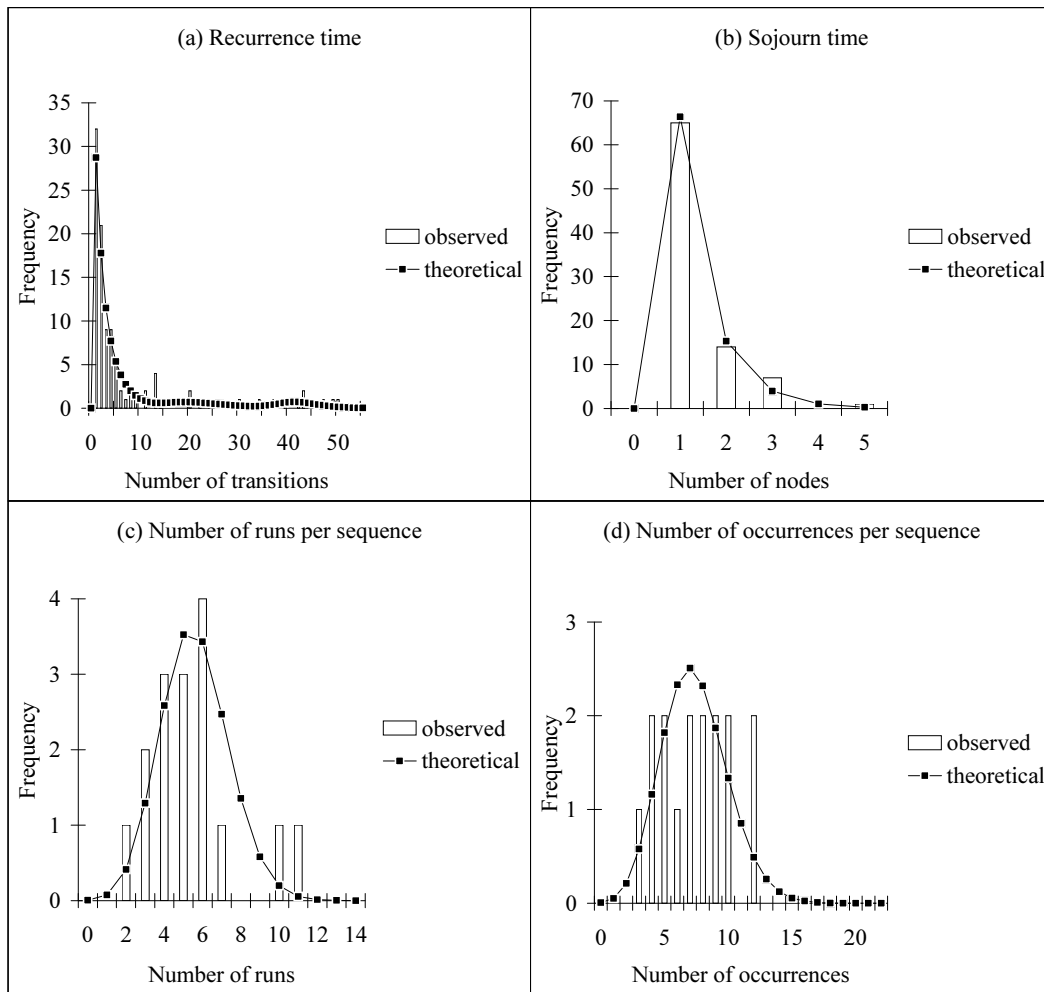 (a) Recurrence time
35
30
25
20
15
10
5
0
Frequency
0 10 20 30 40 50
Number of transitions
observed
theoretical
(b) Sojourn time
70
60
50
40
30
20
10
0
Frequency
0 1 2 3 4 5
Number of nodes
observed
theoretical
(c) Number of runs per sequence
4
3
2
1
0
Frequency
0 2 4 6 8 10 12 14
Number of runs
observed
theoretical
(d) Number of occurrences per sequence
3
2
1
0
Frequency
0 5 10 15 20
Number of occurrences
observed
theoretical